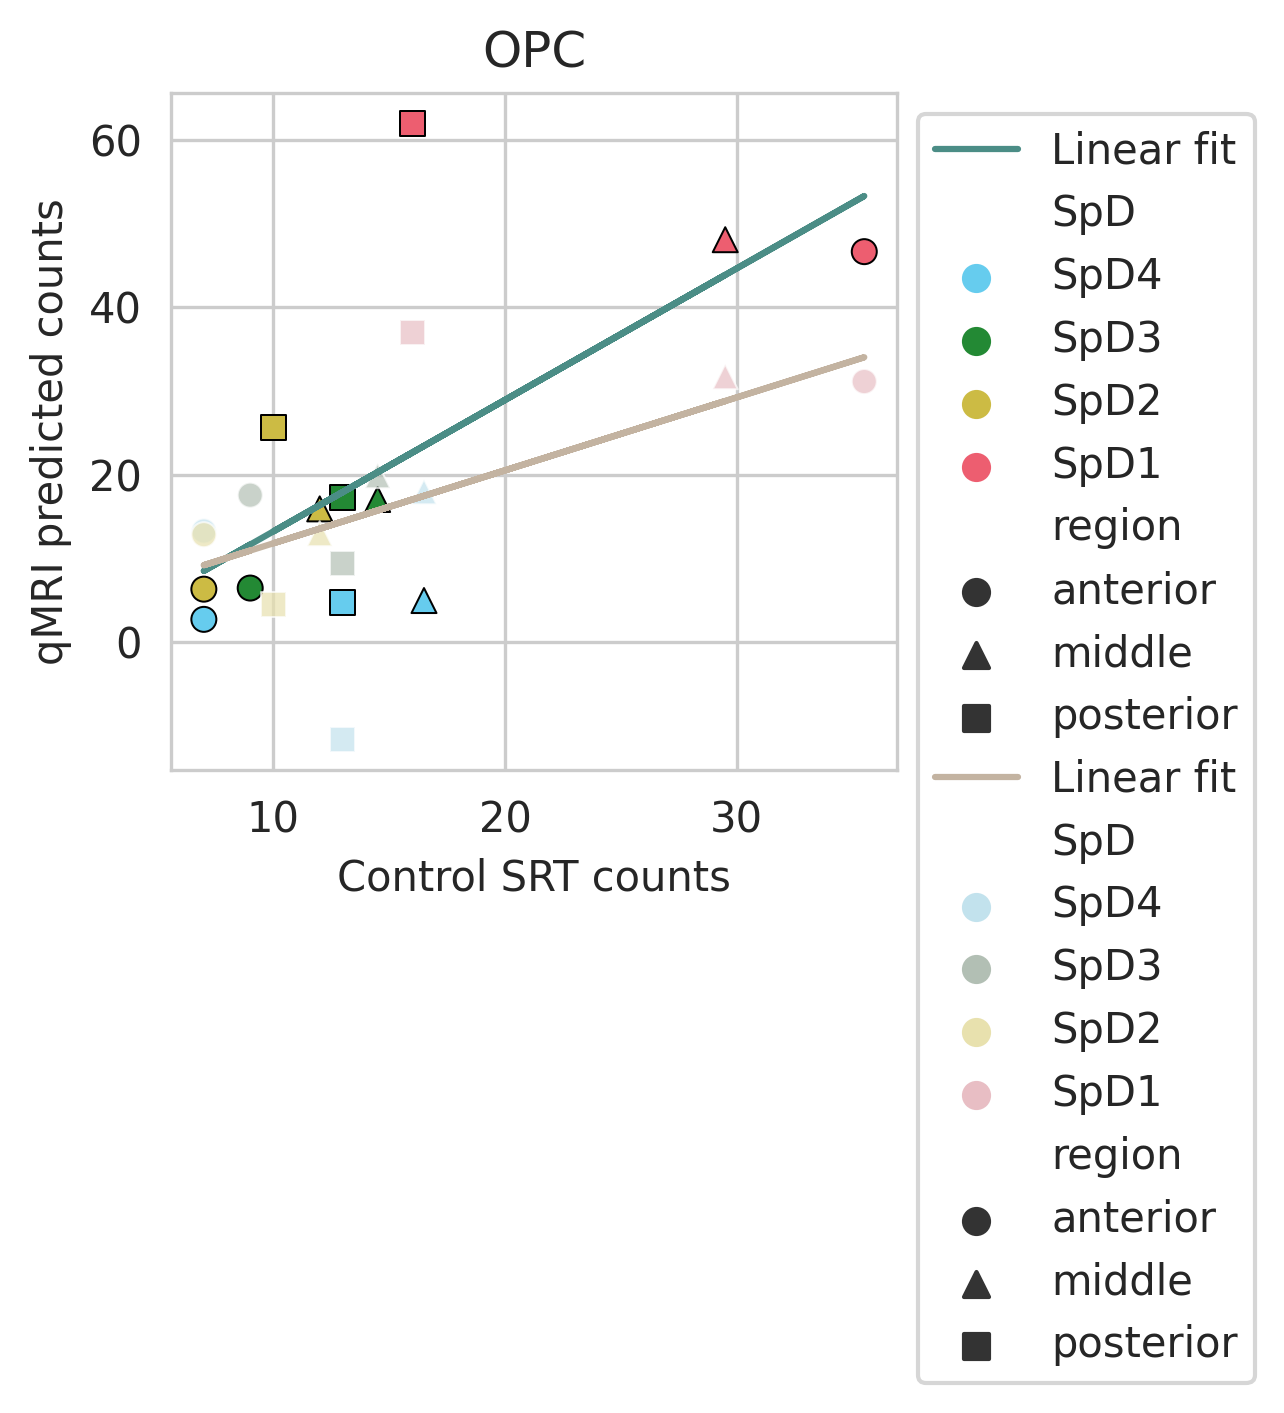 OPC
60
40
20
0
qMRI predicted counts
10 20 30
Control SRT counts
Linear fit
SpD
SpD4
SpD3
SpD2
SpD1
region
anterior
middle
posterior
Linear fit
SpD
SpD4
SpD3
SpD2
SpD1
region
anterior
middle
posterior